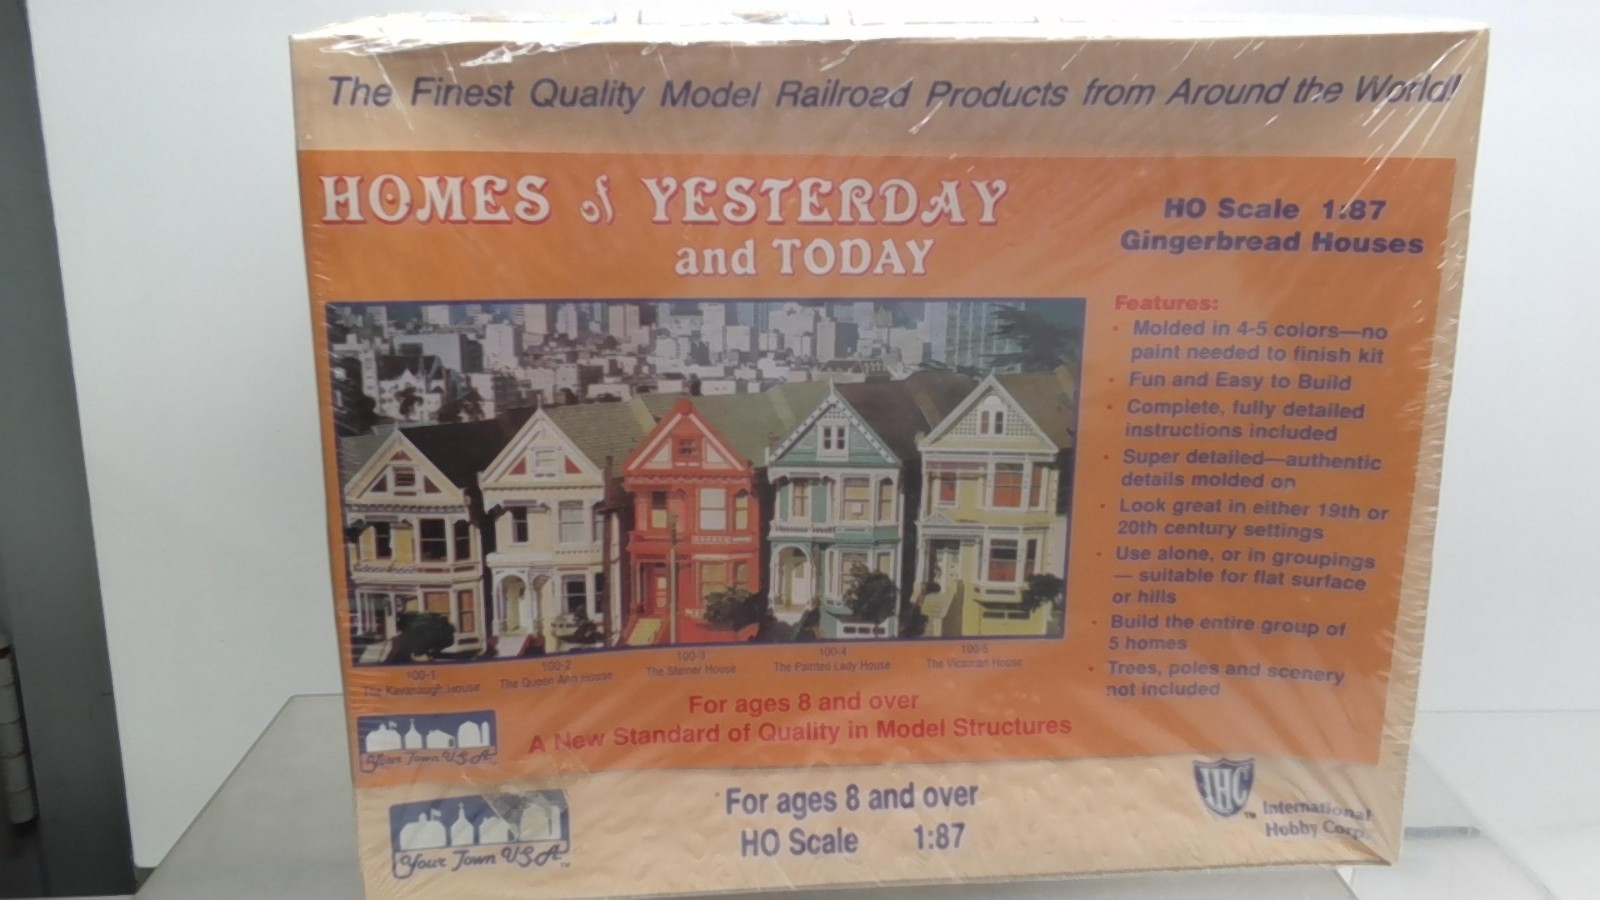 The Finest Quality Model Railroad Products from Around the World!
HOMES of YESTERDAY
and TODAY
HO Scale 1:87
Gingerbread Houses
Features:
• Molded in 4-5 colors—no
paint needed to finish kit
• Fun and Easy to Build
• Complete, fully detailed
instructions included
• Super detailed—authentic
details molded on
• Look great in either 19th or
20th century settings
• Use alone, or in groupings
— suitable for flat surface
or hills
• Build the entire group of
5 homes
• Trees, poles and scenery
not included
100-1
The Kavanaugh House
100-2
The Queen Ann House
100-3
The Steiner House
100-4
The Painted Lady House
100-5
The Victorian House
For ages 8 and over
A New Standard of Quality in Model Structures
Your Town U.S.A.
For ages 8 and over
HO Scale 1:87
Your Town U.S.A.™
IHC™
International
Hobby Corp.